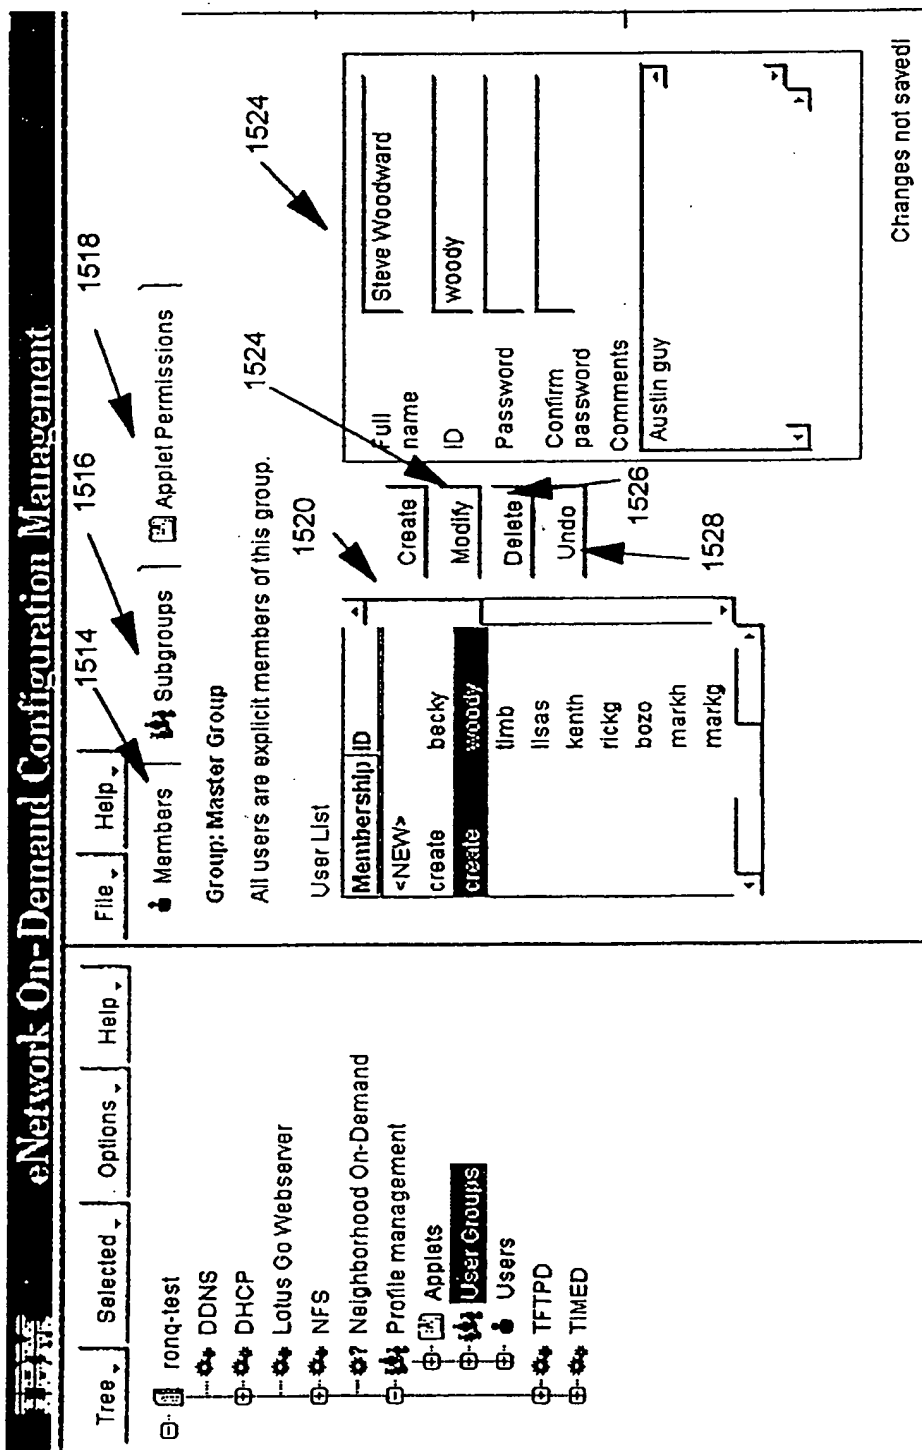 IBM eNetwork On-Demand Configuration Management
Tree Selected Options Help
ronq-test
DDNS
DHCP
Lotus Go Webserver
NFS
Neighborhood On-Demand
Profile management
Applets
User Groups
Users
TFTPD
TIMED
File Help
1514
1516
1518
Members Subgroups Applet Permissions
Group: Master Group
All users are explicit members of this group.
User List
1520
1524
1524
Membership ID
<NEW>
create becky
create woody
timb
llsas
kenth
rickg
bozo
markh
markg
Create
Modify
Delete
Undo
1526
1528
Full name Steve Woodward
ID woody
Password
Confirm password
Comments
Austin guy
Changes not saved!